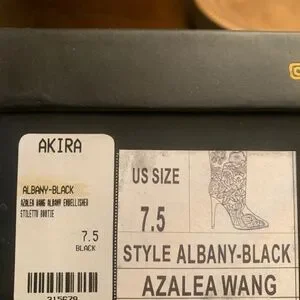 AKIRA
ALBANY-BLACK
AZALEA WANG ALBANY EMBELLISHED
STILETTO BOOTIE
7.5
BLACK
315679
US SIZE
7.5
STYLE ALBANY-BLACK
AZALEA WANG